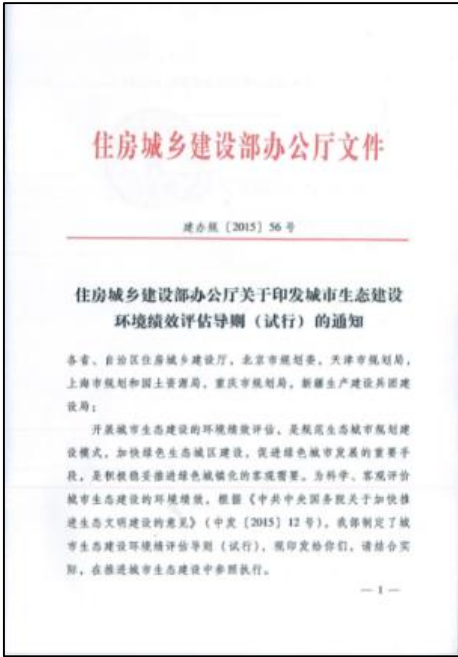 住房城乡建设部办公厅文件
建办规〔2015〕56号
住房城乡建设部办公厅关于印发城市生态建设
环境绩效评估导则（试行）的通知
各省、自治区住房城乡建设厅，北京市规划委，天津市规划局，
上海市规划和国土资源局，重庆市规划局，新疆生产建设兵团建
设局：
开展城市生态建设的环境绩效评估，是规范生态城市规划建
设模式，加快绿色生态城区建设，促进绿色城市发展的重要手
段，是积极稳妥推进绿色城镇化的客观需要。为科学、客观评价
城市生态建设的环境绩效，根据《中共中央国务院关于加快推
进生态文明建设的意见》（中发〔2015〕12号），我部制定了城
市生态建设环境绩评估导则（试行），现印发给你们，请结合实
际，在推进城市生态建设中参照执行。
— 1 —